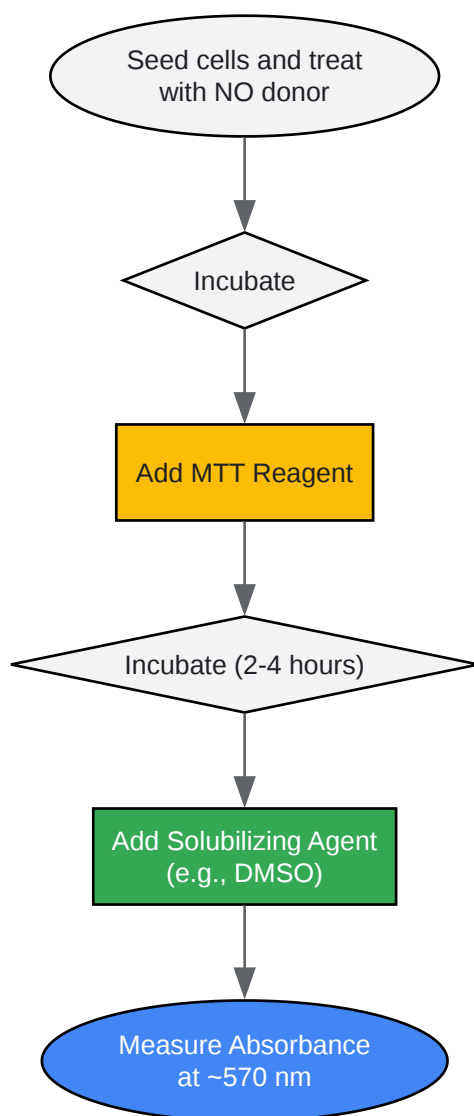 Seed cells and treat
with NO donor
Incubate
Add MTT Reagent
Incubate (2-4 hours)
Add Solubilizing Agent
(e.g., DMSO)
Measure Absorbance
at ~570 nm